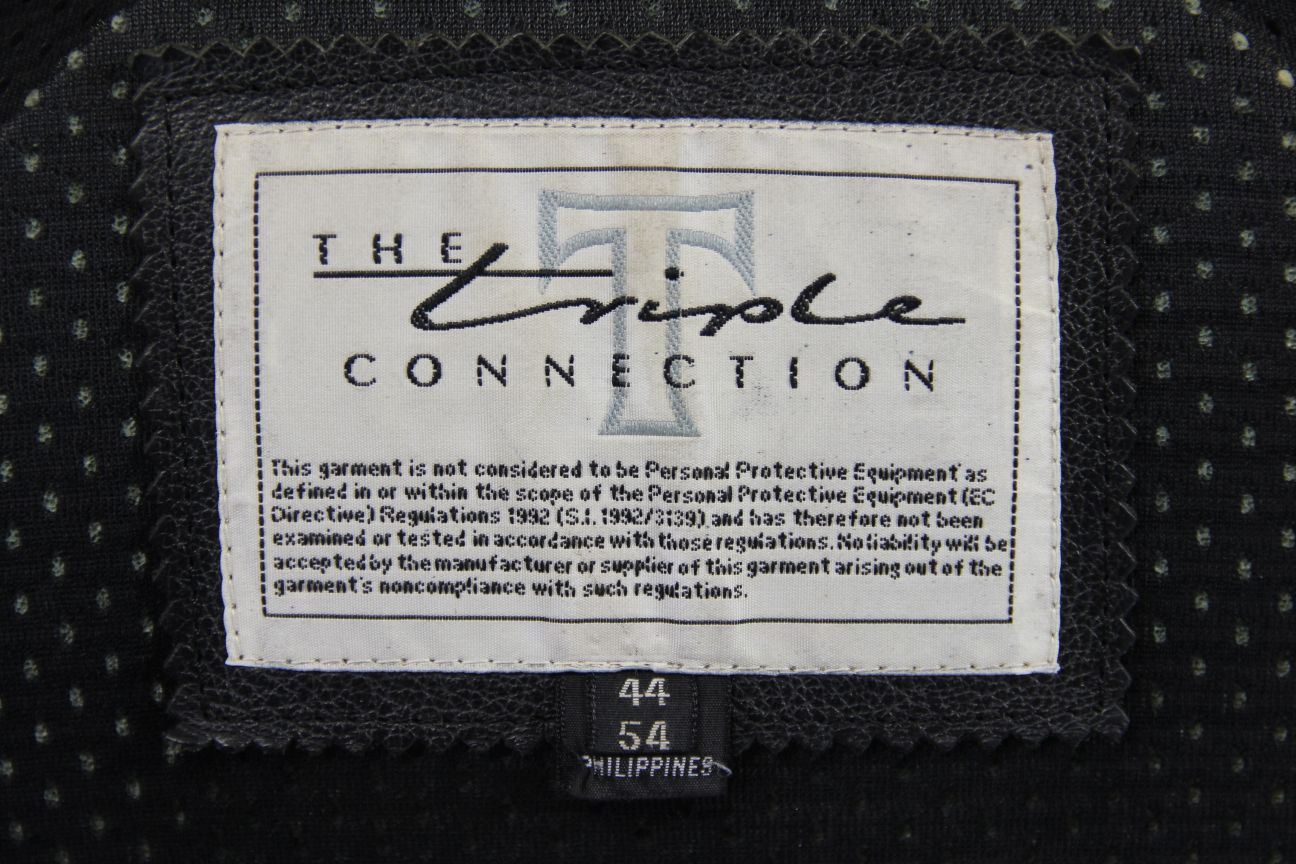 THE
triple
CONNECTION
This garment is not considered to be Personal Protective Equipment as
defined in or within the scope of the Personal Protective Equipment (EC
Directive) Regulations 1992 (S.I. 1992/3139) and has therefore not been
examined or tested in accordance with those regulations. No liability will be
accepted by the manufacturer or supplier of this garment arising out of the
garment's noncompliance with such regulations.
44
54
PHILIPPINES